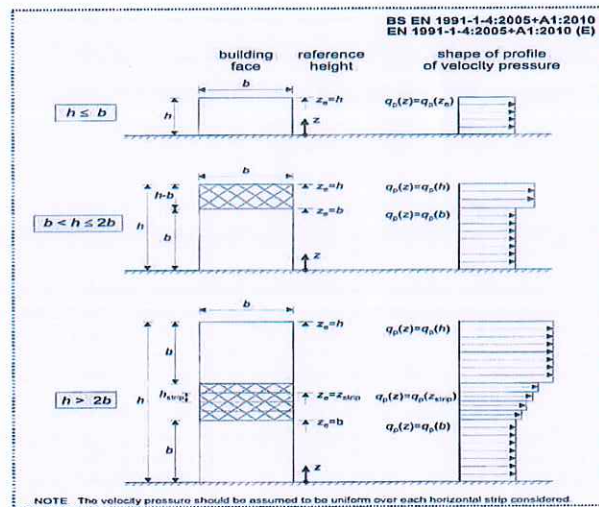 BS EN 1991-1-4:2005+A1:2010
EN 1991-1-4:2005+A1:2010 (E)
building face
reference height
shape of profile of velocity pressure
h ≤ b
b
h
zₑ=h
z
qₚ(z)=qₚ(zₑ)
b < h ≤ 2b
b
h
h-b
b
zₑ=h
zₑ=b
z
qₚ(z)=qₚ(h)
qₚ(z)=qₚ(b)
h > 2b
b
h
b
h_strip
b
zₑ=h
zₑ=z_strip
zₑ=b
z
qₚ(z)=qₚ(h)
qₚ(z)=qₚ(z_strip)
qₚ(z)=qₚ(b)
NOTE The velocity pressure should be assumed to be uniform over each horizontal strip considered.